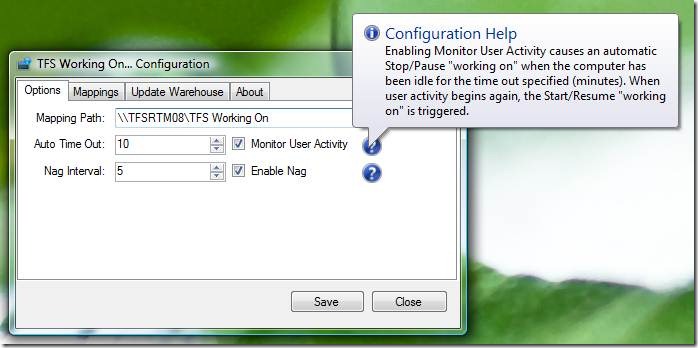 Configuration Help
Enabling Monitor User Activity causes an automatic
Stop/Pause "working on" when the computer has
been idle for the time out specified (minutes). When
user activity begins again, the Start/Resume "working
on" is triggered.
TFS Working On... Configuration
Options Mappings Update Warehouse About
Mapping Path: \\TFSRTM08\TFS Working On
Auto Time Out: 10 Monitor User Activity ?
Nag Interval: 5 Enable Nag ?
Save Close